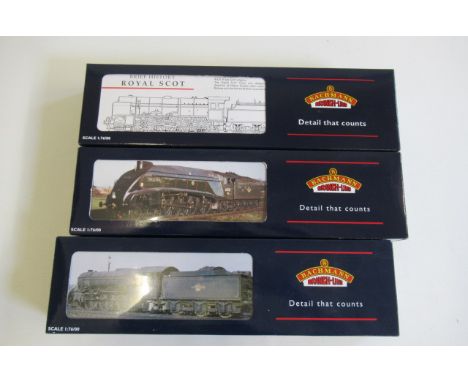 BRIEF HISTORY
ROYAL SCOT
BACHMANN
BRANCH-LINE
Detail that counts
SCALE 1:76/00
BACHMANN
BRANCH-LINE
Detail that counts
SCALE 1:76/00
BACHMANN
BRANCH-LINE
Detail that counts
SCALE 1:76/00